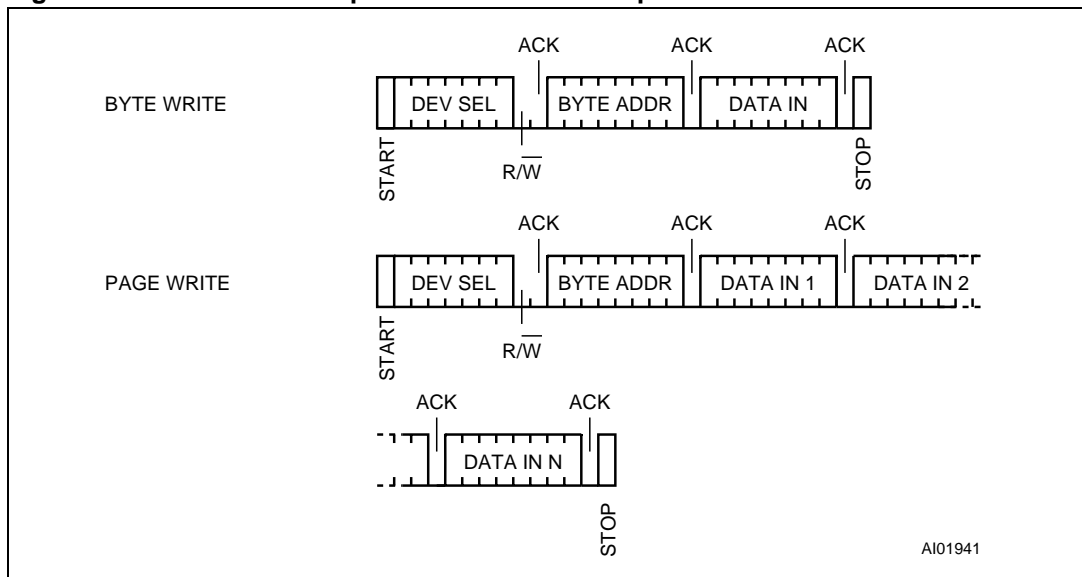 ACK ACK ACK
BYTE WRITE DEV SEL BYTE ADDR DATA IN
START R/W̅ STOP
ACK ACK ACK
PAGE WRITE DEV SEL BYTE ADDR DATA IN 1 DATA IN 2
START R/W̅
ACK ACK
DATA IN N
STOP
AI01941